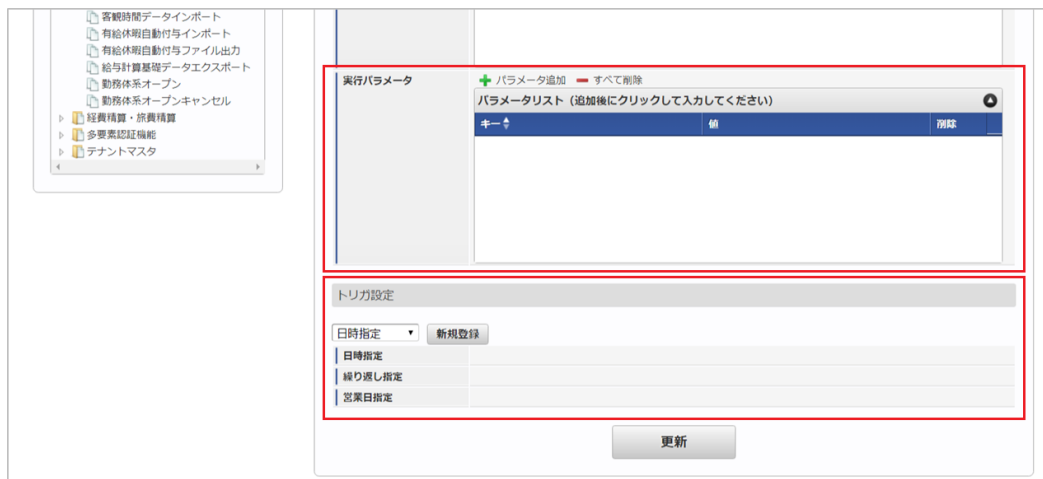 客観時間データインポート
有給休暇自動付与インポート
有給休暇自動付与ファイル出力
給与計算基礎データエクスポート
勤務体系オープン
勤務体系オープンキャンセル
経費精算・旅費精算
多要素認証機能
テナントマスタ
実行パラメータ
パラメータ追加 すべて削除
パラメータリスト（追加後にクリックして入力してください）
キー 値 削除
トリガ設定
日時指定 新規登録
日時指定
繰り返し指定
営業日指定
更新